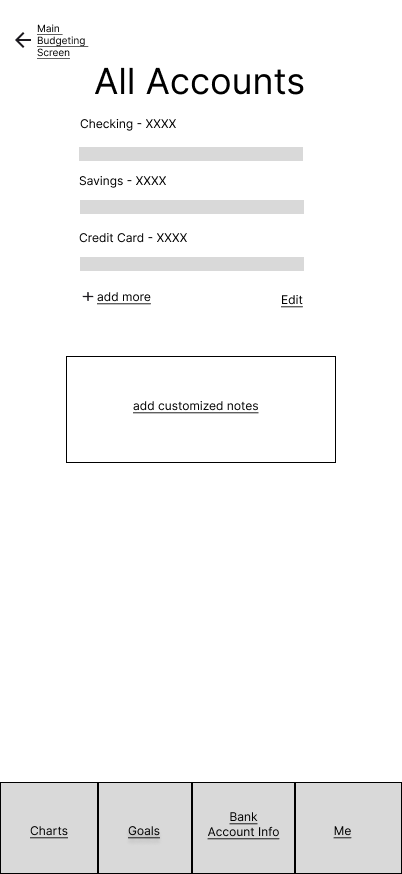 Main
Budgeting
Screen
All Accounts
Checking - XXXX
Savings - XXXX
Credit Card - XXXX
+ add more
Edit
add customized notes
Charts
Goals
Bank
Account Info
Me